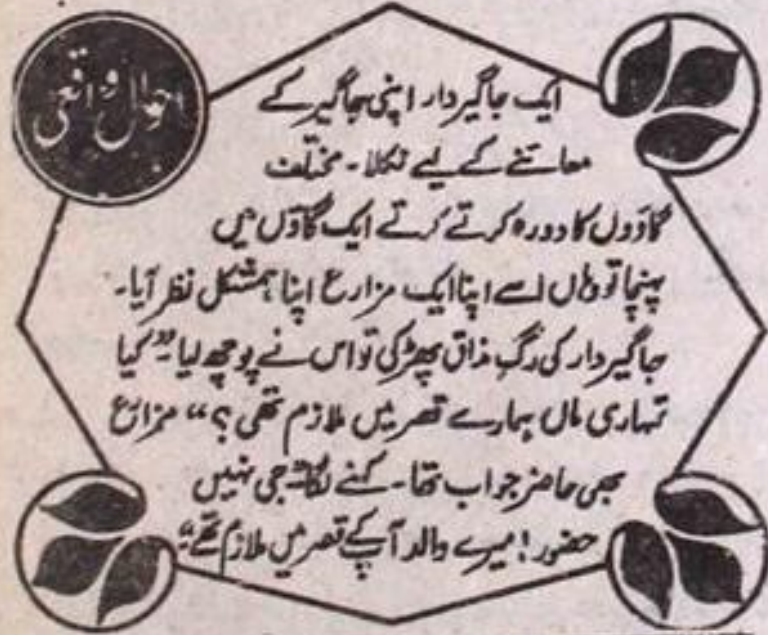 احوال واقعی
ایک جاگیردار اپنی جاگیر کے
معائنے کے لیے نکلا۔ مختلف
گاؤوں کا دورہ کرتے کرتے ایک گاؤں میں
پہنچا تو وہاں اسے اپنا ایک مزارع اپنا ہمشکل نظر آیا۔
جاگیردار کی رگِ مذاق پھڑکی تو اس نے پوچھ لیا ”کیا
تمہاری ماں ہمارے قصر میں ملازم تھی؟“ مزارع
بھی حاضر جواب تھا۔ کہنے لگا ”جی نہیں
حضور! میرے والد آپ کے قصر میں ملازم تھے“